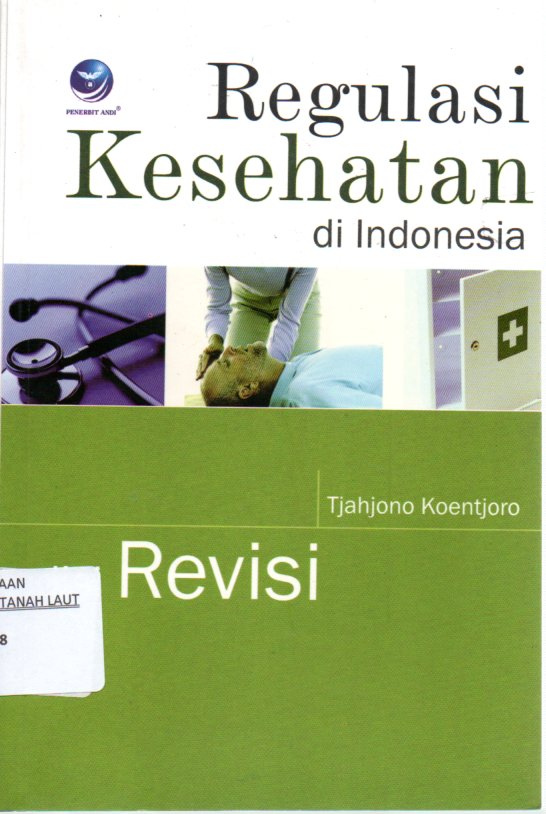 PENERBIT ANDI®
Regulasi
Kesehatan
di Indonesia
Tjahjono Koentjoro
Revisi
AAN
TANAH LAUT
8